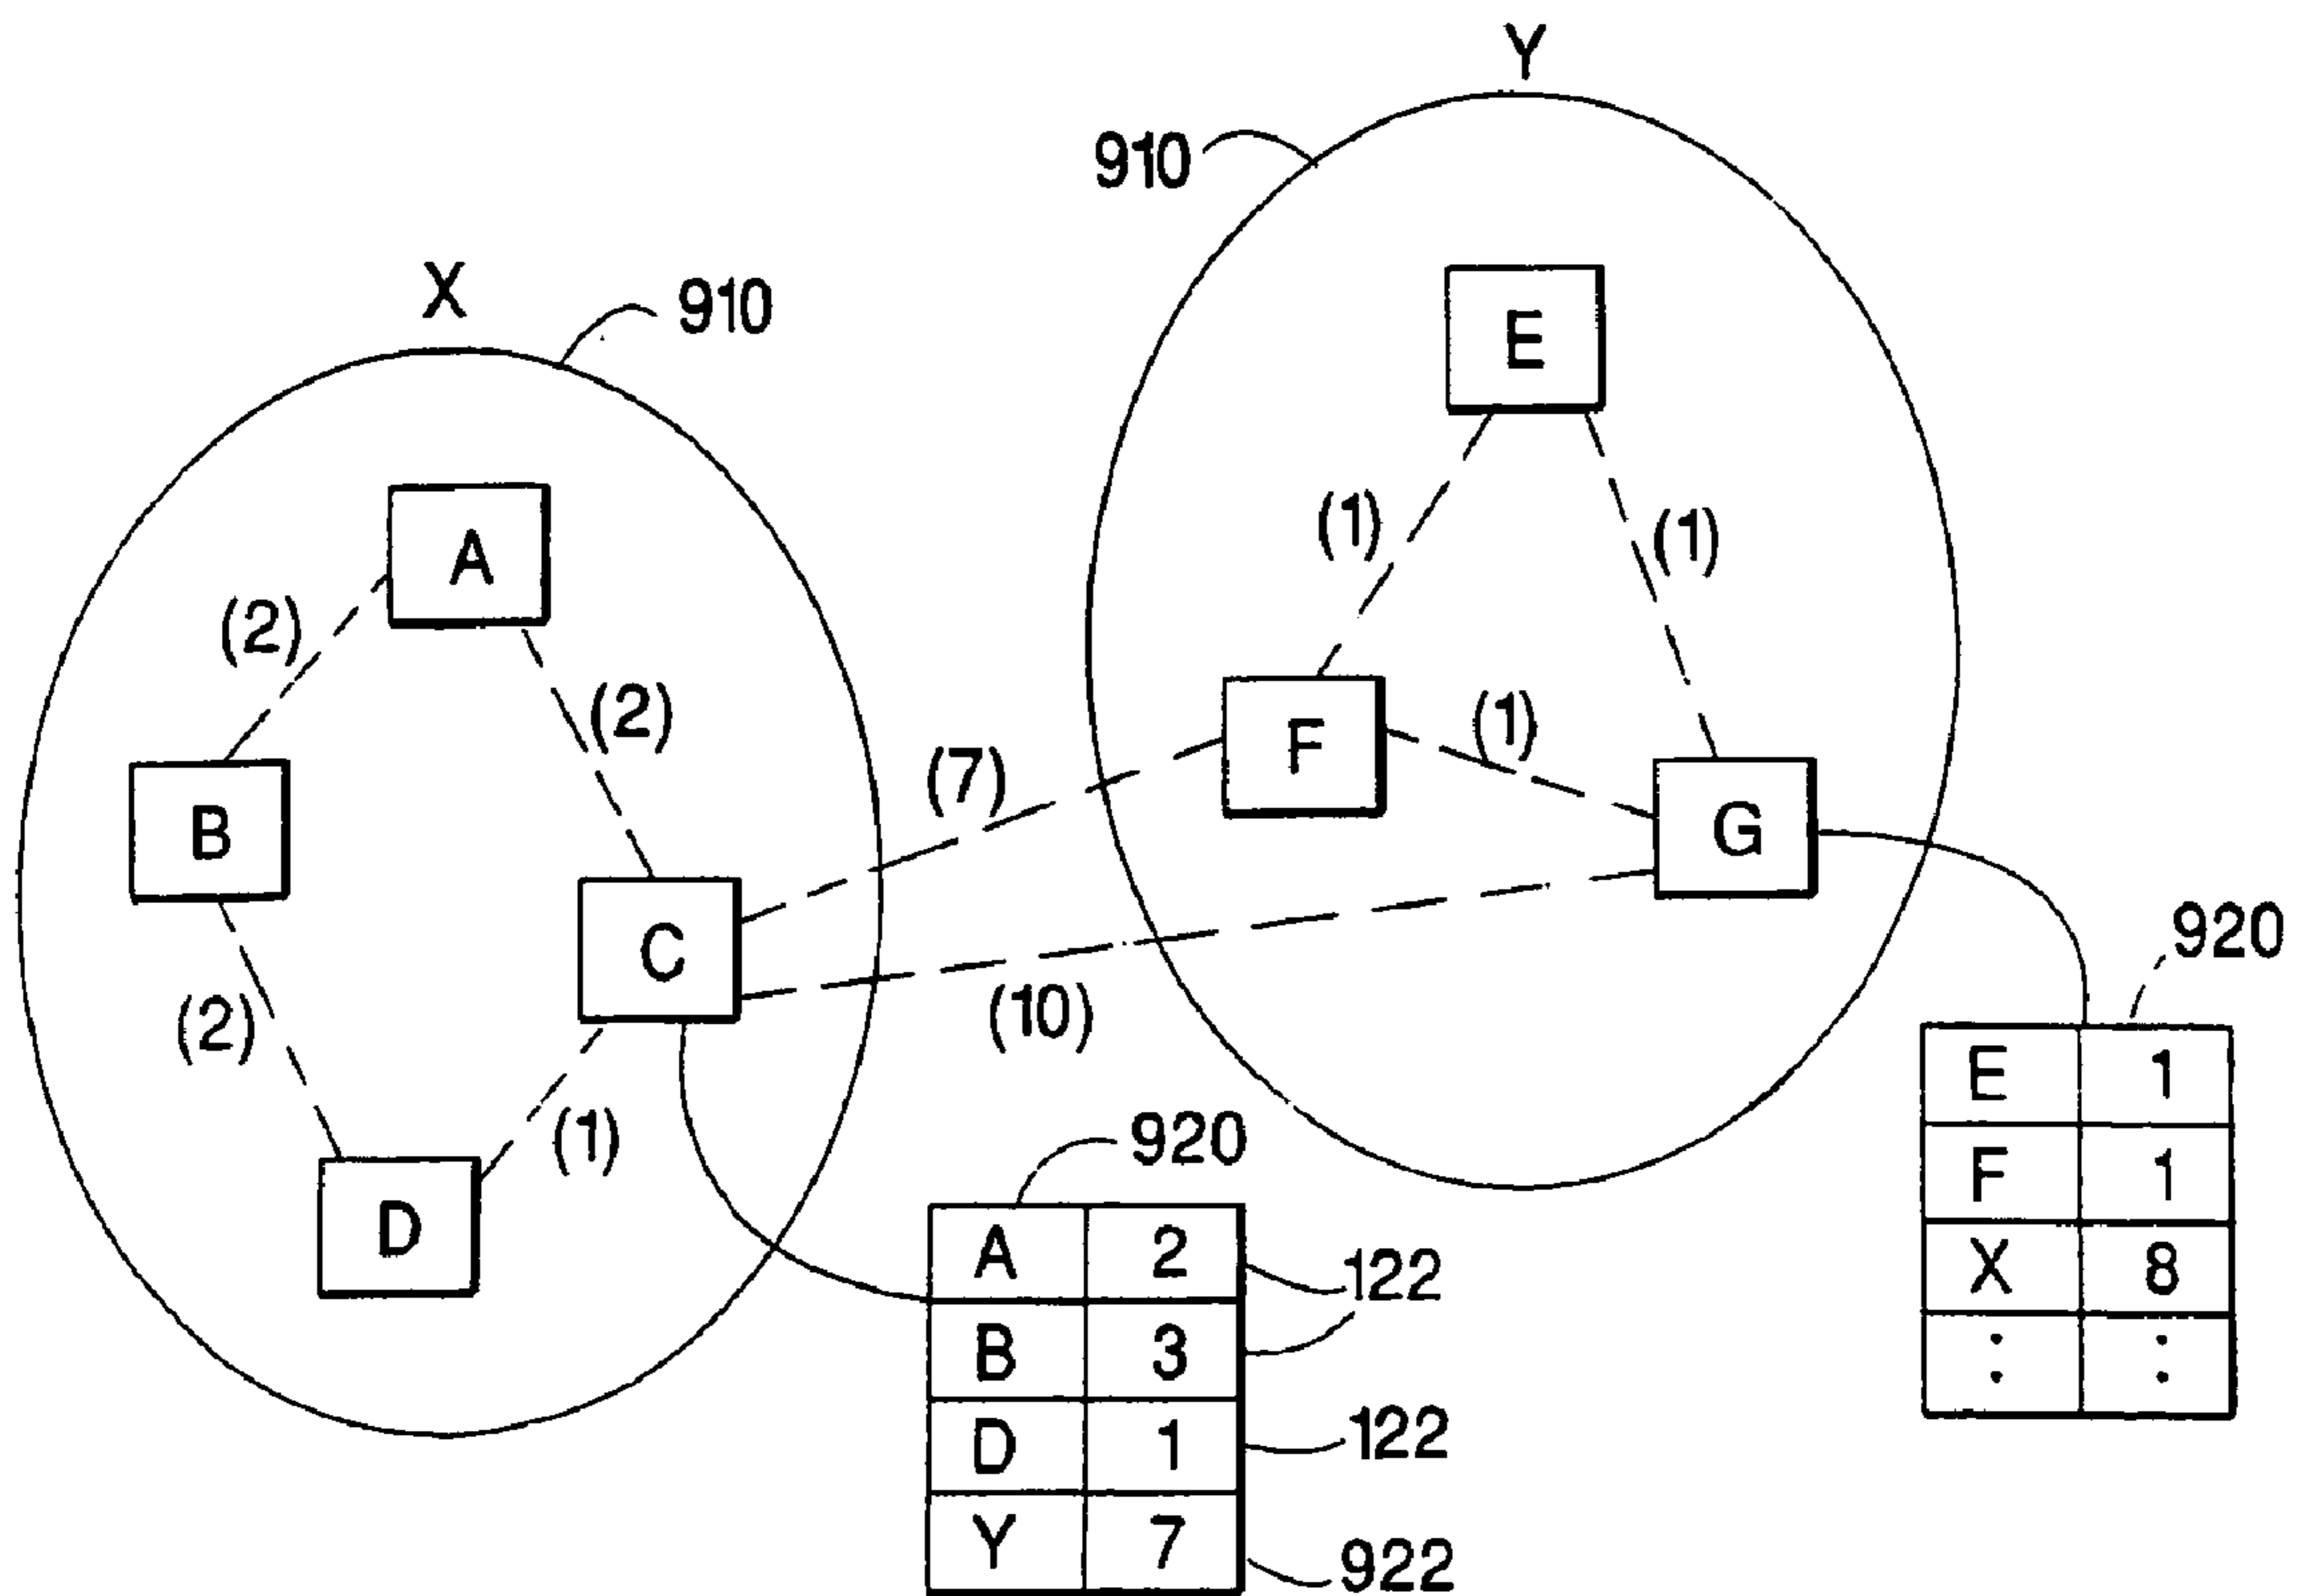 Y
910
X
910
E
A
(1)
(1)
(2)
(2)
F
(1)
(7)
B
G
C
920
(10)
(2)
E 1
(1)
920
F 1
D
A 2
122
X 8
B 3
: :
D 1
122
Y 7
922